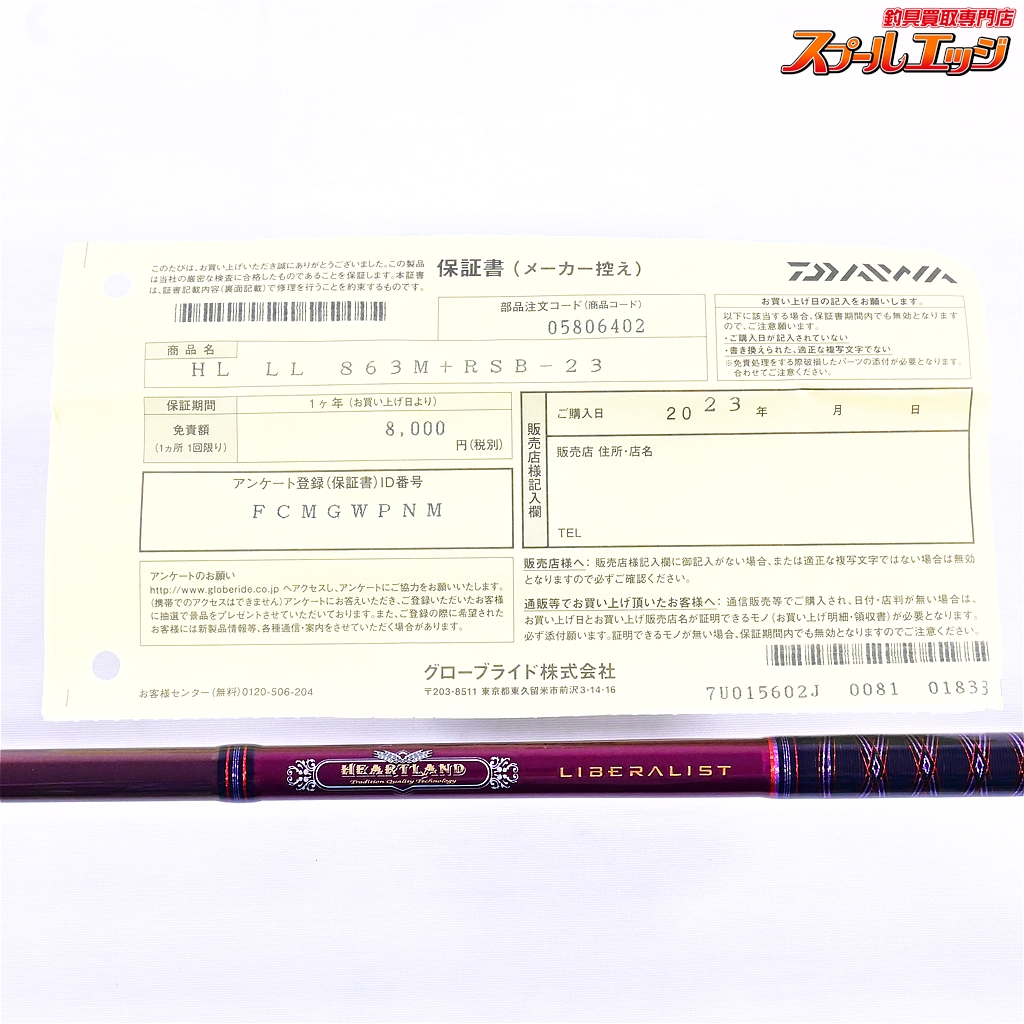 釣具買取専門店
スプールエッジ
このたびは、お買い上げいただき誠にありがとうございました。この製品
は当社の厳密な検査に合格したものであることを保証します。本証書
は、証書記載内容(裏面記載)で修理を行うことを約束するものです。
保証書(メーカー控え)
DAIWA
部品注文コード(商品コード)
05806402
商品名
HL LL 863M+RSB-23
お買い上げ日の記入をお願いします。
以下に該当する場合、保証書期間内でも無効となります
ので、ご注意願います。
・ご購入日が記入されていない
・書き換えられた、適正な複写文字でない
※免責処理をする際破損したパーツの添付が必要となります。
合わせてご注意ください。
保証期間 1ヶ年(お買い上げ日より)
免責額
(1ヵ所 1回限り)
8,000
円(税別)
アンケート登録(保証書)ID番号
FCMGWPNM
販売店様記入欄
ご購入日 2023 年 月 日
販売店 住所・店名
TEL
アンケートのお願い
http://www.globeride.co.jp へアクセスし、アンケートにご協力をお願いいたします。
(携帯でのアクセスはできません)アンケートにお答えいただき、ご登録いただいたお客様
に抽選で景品をプレゼントさせていただいております。また、ご登録の際に希望された
お客様には新製品情報等、各種通信・案内をさせていただく場合があります。
販売店様へ: 販売店様記入欄に御記入がない場合、または適正な複写文字ではない場合は無効
となりますので必ずご確認ください。
通販等でお買い上げ頂いたお客様へ: 通信販売等でご購入され、日付・店判が無い場合は、
お買い上げ日とお買い上げ販売店名が証明できるモノ(お買い上げ明細・領収書)が必要となります。
必ず添付願います。証明できるモノが無い場合、保証期間内でも無効となりますのでご注意ください。
お客様センター(無料)0120-506-204
グローブライド株式会社
〒203-8511 東京都東久留米市前沢3-14-16
7U015602J 0081 01833
HEARTLAND
Tradition Quality Technology
LIBERALIST